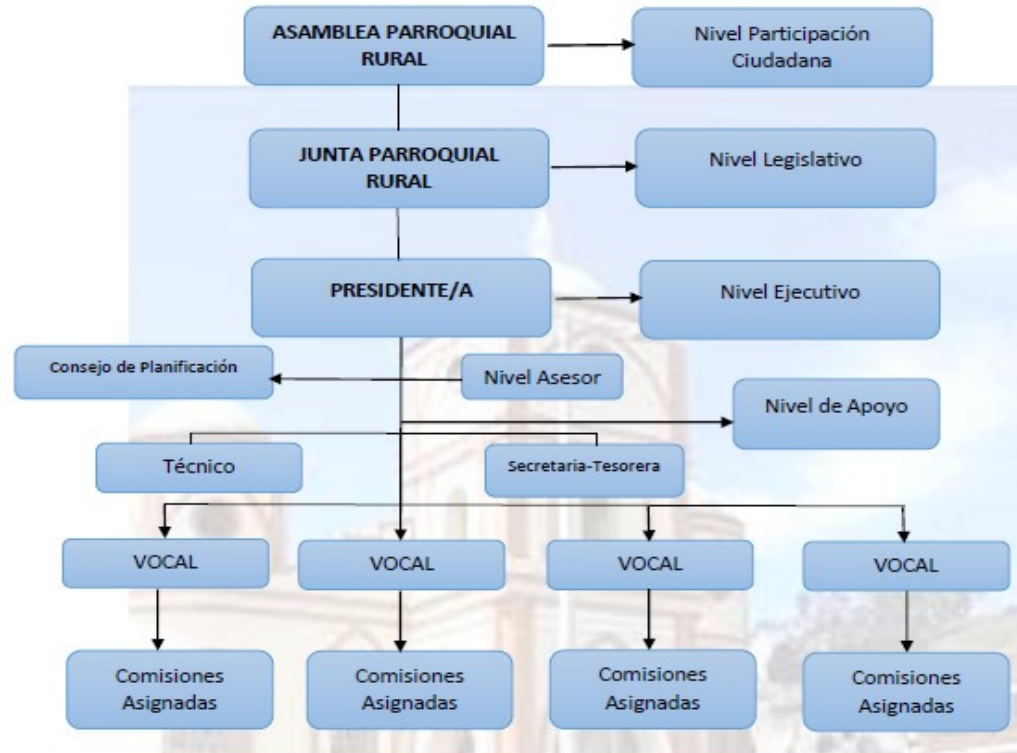 ASAMBLEA PARROQUIAL
RURAL
Nivel Participación
Ciudadana
JUNTA PARROQUIAL
RURAL
Nivel Legislativo
PRESIDENTE/A
Nivel Ejecutivo
Consejo de Planificación
Nivel Asesor
Nivel de Apoyo
Técnico
Secretaria-Tesorera
VOCAL
VOCAL
VOCAL
VOCAL
Comisiones
Asignadas
Comisiones
Asignadas
Comisiones
Asignadas
Comisiones
Asignadas